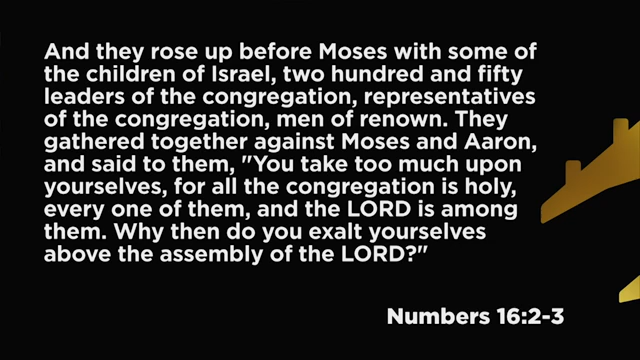 And they rose up before Moses with some of
the children of Israel, two hundred and fifty
leaders of the congregation, representatives
of the congregation, men of renown. They
gathered together against Moses and Aaron,
and said to them, "You take too much upon
yourselves, for all the congregation is holy,
every one of them, and the LORD is among
them. Why then do you exalt yourselves
above the assembly of the LORD?"
Numbers 16:2-3